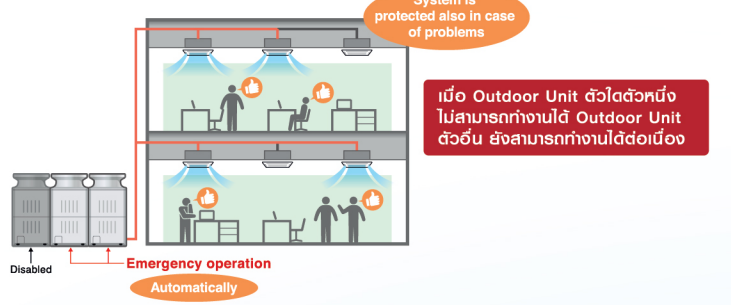 System is
protected also in case
of problems
เมื่อ Outdoor Unit ตัวใดตัวหนึ่ง
ไม่สามารถทำงานได้ Outdoor Unit
ตัวอื่น ยังสามารถทำงานได้ต่อเนื่อง
Disabled
Emergency operation
Automatically